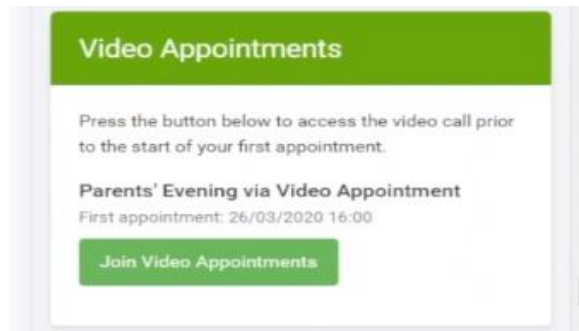 Video Appointments
Press the button below to access the video call prior
to the start of your first appointment.
Parents' Evening via Video Appointment
First appointment: 26/03/2020 16:00
Join Video Appointments